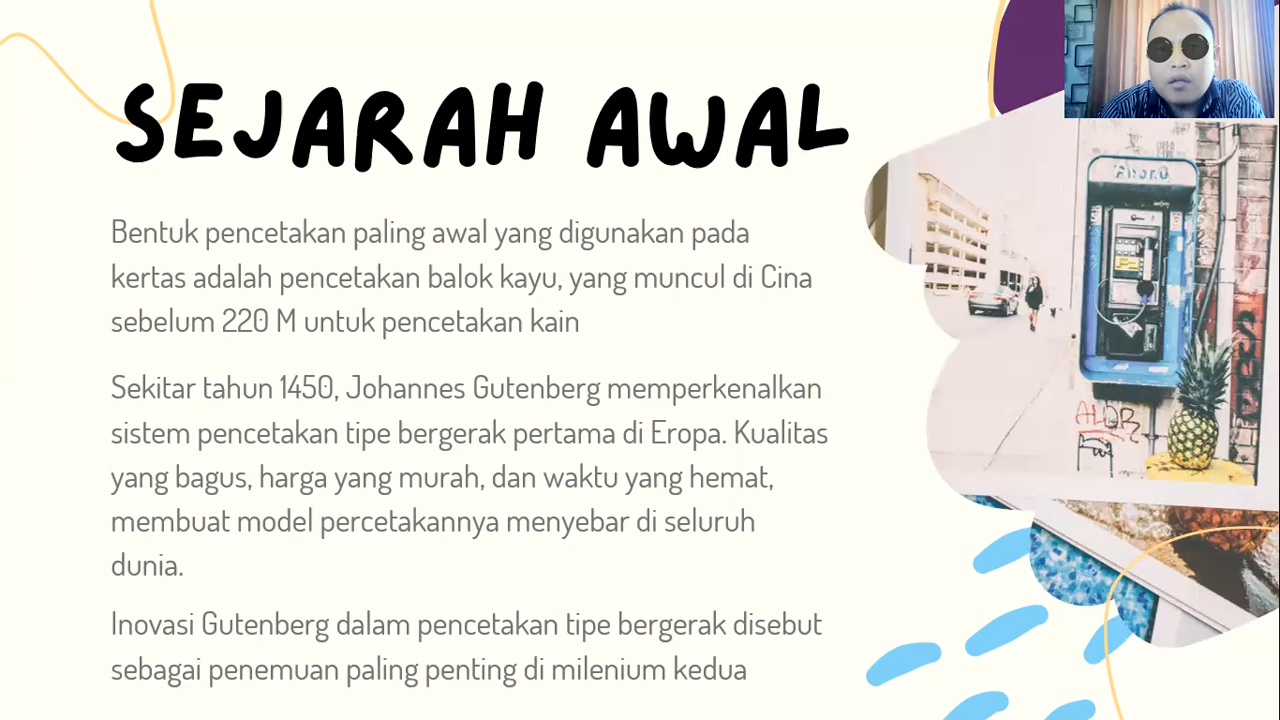 SEJARAH AWAL
Bentuk pencetakan paling awal yang digunakan pada
kertas adalah pencetakan balok kayu, yang muncul di Cina
sebelum 220 M untuk pencetakan kain
Sekitar tahun 1450, Johannes Gutenberg memperkenalkan
sistem pencetakan tipe bergerak pertama di Eropa. Kualitas
yang bagus, harga yang murah, dan waktu yang hemat,
membuat model percetakannya menyebar di seluruh
dunia.
Inovasi Gutenberg dalam pencetakan tipe bergerak disebut
sebagai penemuan paling penting di milenium kedua
Phone